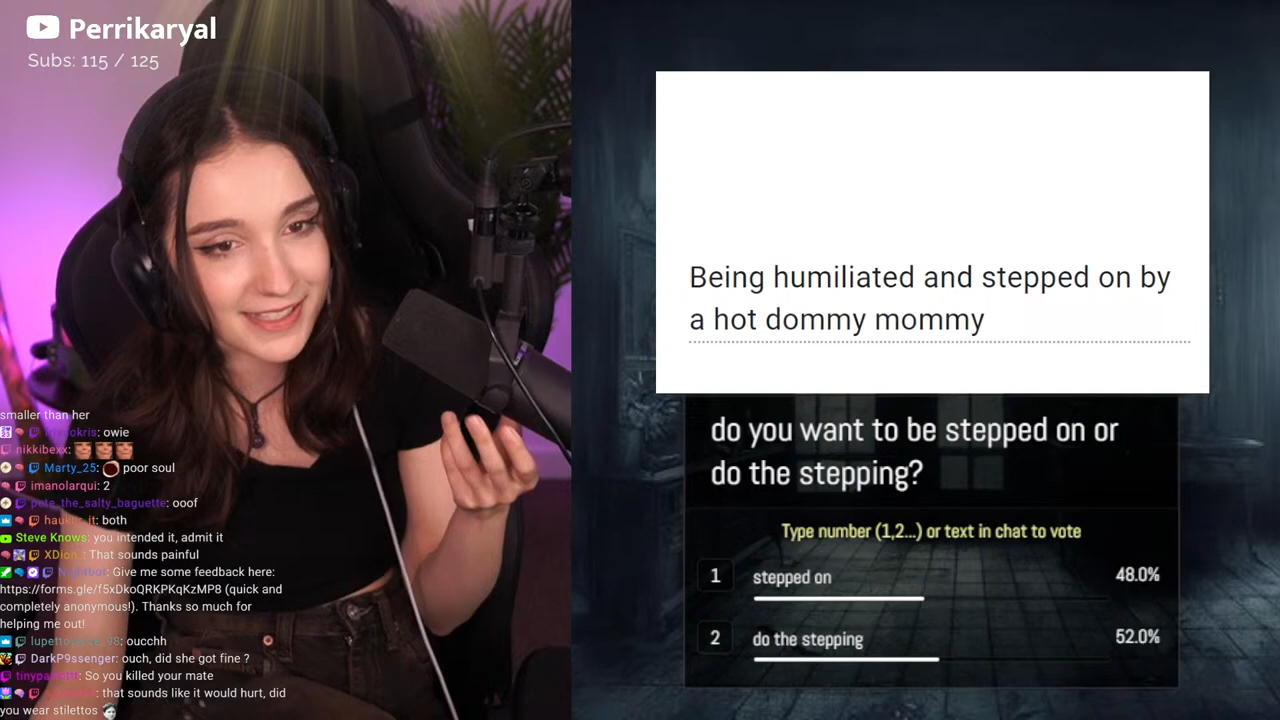 Perrikaryal
Subs: 115 / 125
Being humiliated and stepped on by
a hot dommy mommy
do you want to be stepped on or
do the stepping?
Type number (1,2...) or text in chat to vote
1 stepped on 48.0%
2 do the stepping 52.0%
smaller than her
: owie
nikkibexx:
Marty_25: poor soul
imanolarqui: 2
pete_the_salty_baguette: ooof
: both
Steve Knows: you intended it, admit it
XDion_: That sounds painful
Nightbot: Give me some feedback here:
https://forms.gle/f5xDkoQRKPKqKzMP8 (quick and
completely anonymous!). Thanks so much for
helping me out!
: oucchh
DarkP9ssenger: ouch, did she got fine ?
: So you killed your mate
: that sounds like it would hurt, did
you wear stilettos